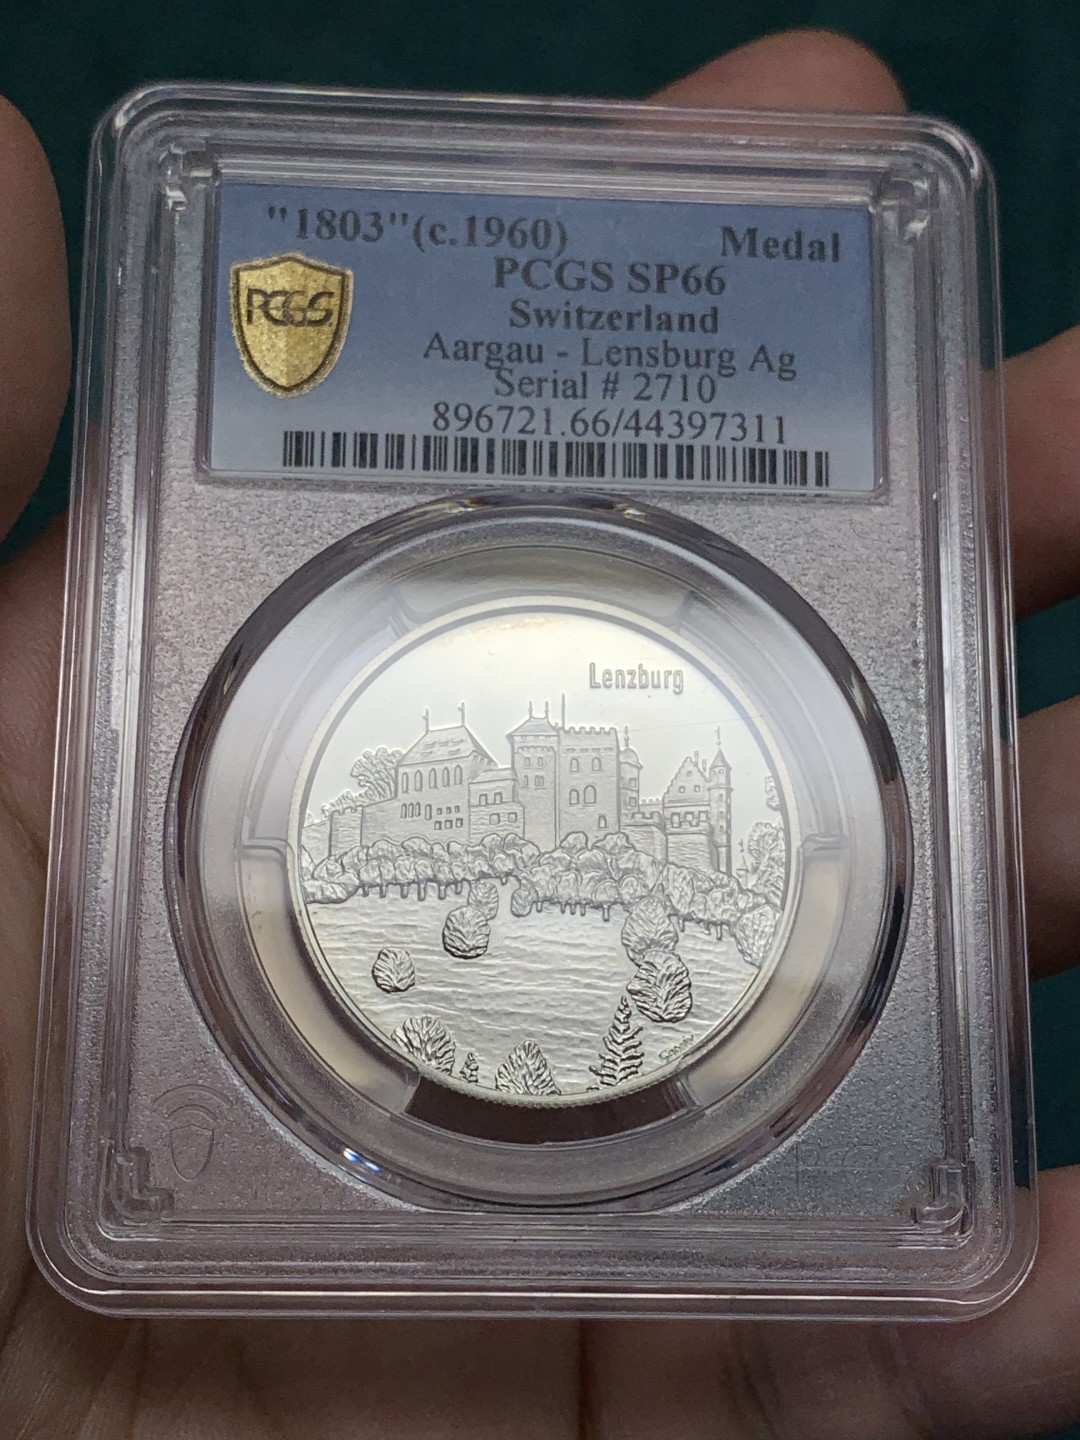 "1803"(c.1960) Medal
PCGS SP66
PCGS
Switzerland
Aargau - Lensburg Ag
Serial # 2710
896721.66/44397311
Lenzburg